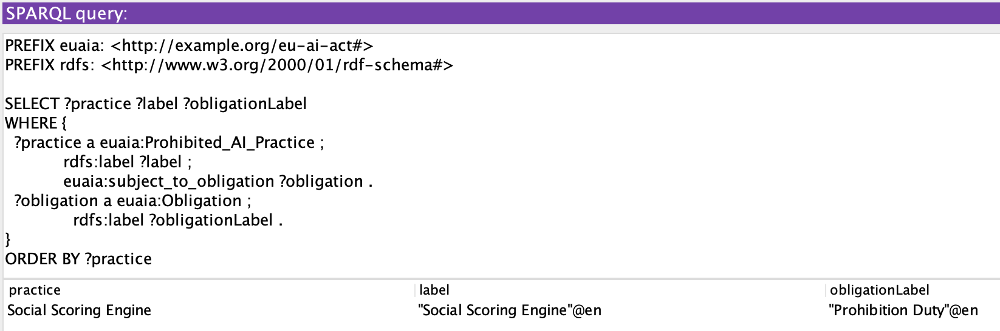 SPARQL query:
PREFIX euaia: <http://example.org/eu-ai-act#>
PREFIX rdfs: <http://www.w3.org/2000/01/rdf-schema#>
SELECT ?practice ?label ?obligationLabel
WHERE {
?practice a euaia:Prohibited_AI_Practice ;
rdfs:label ?label ;
euaia:subject_to_obligation ?obligation .
?obligation a euaia:Obligation ;
rdfs:label ?obligationLabel .
}
ORDER BY ?practice
practice label obligationLabel
Social Scoring Engine "Social Scoring Engine"@en "Prohibition Duty"@en